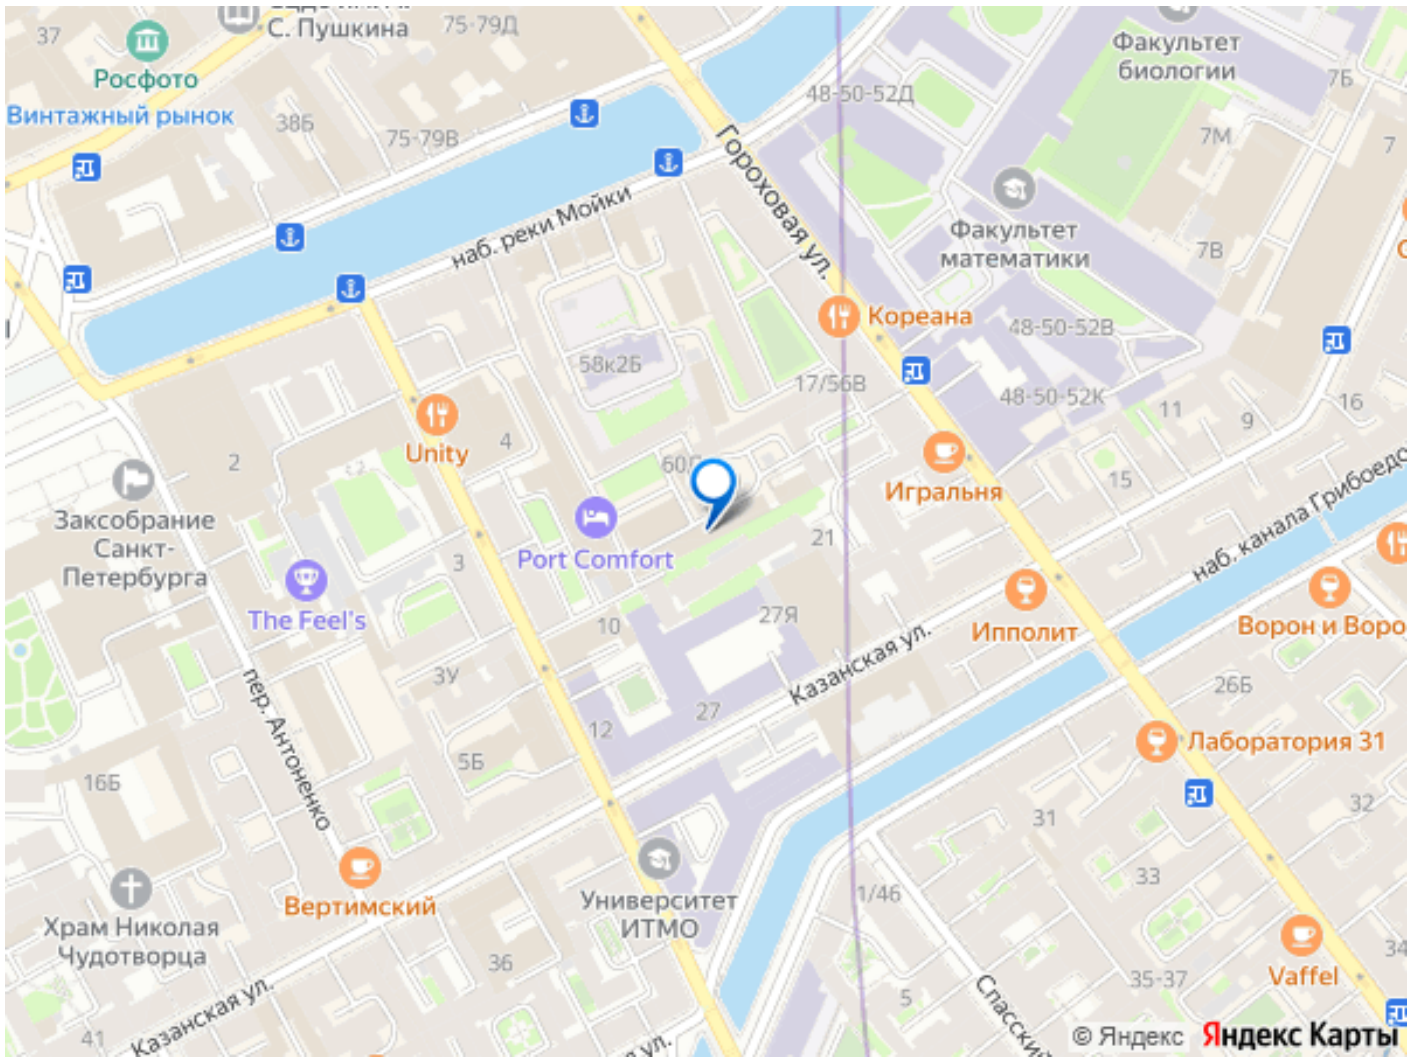 С. Пушкина
75-79Д
37
Росфото
Винтажный рынок
38Б
75-79В
48-50-52Д
Факультет
биологии
7Б
7М
7
Гороховая ул.
наб. реки Мойки
Факультет
математики
7В
Кореана
48-50-52В
58к2Б
17/56В
48-50-52К
11
9
16
Unity
4
2
60
Игральня
15
Заксобрание
Санкт-
Петербурга
Port Comfort
21
3
наб. канала Грибоедо
The Feel's
10
27Я
Ипполит
Ворон и Воро
Казанская ул.
3У
пер. Антоненко
12
27
26Б
Лаборатория 31
5Б
16Б
31
32
33
Вертимский
Университет
ИТМО
1/46
Храм Николая
Чудотворца
36
35-37
Vaffel
34
Казанская ул.
5
Спасский
41
ул.
© Яндекс Яндекс Карты